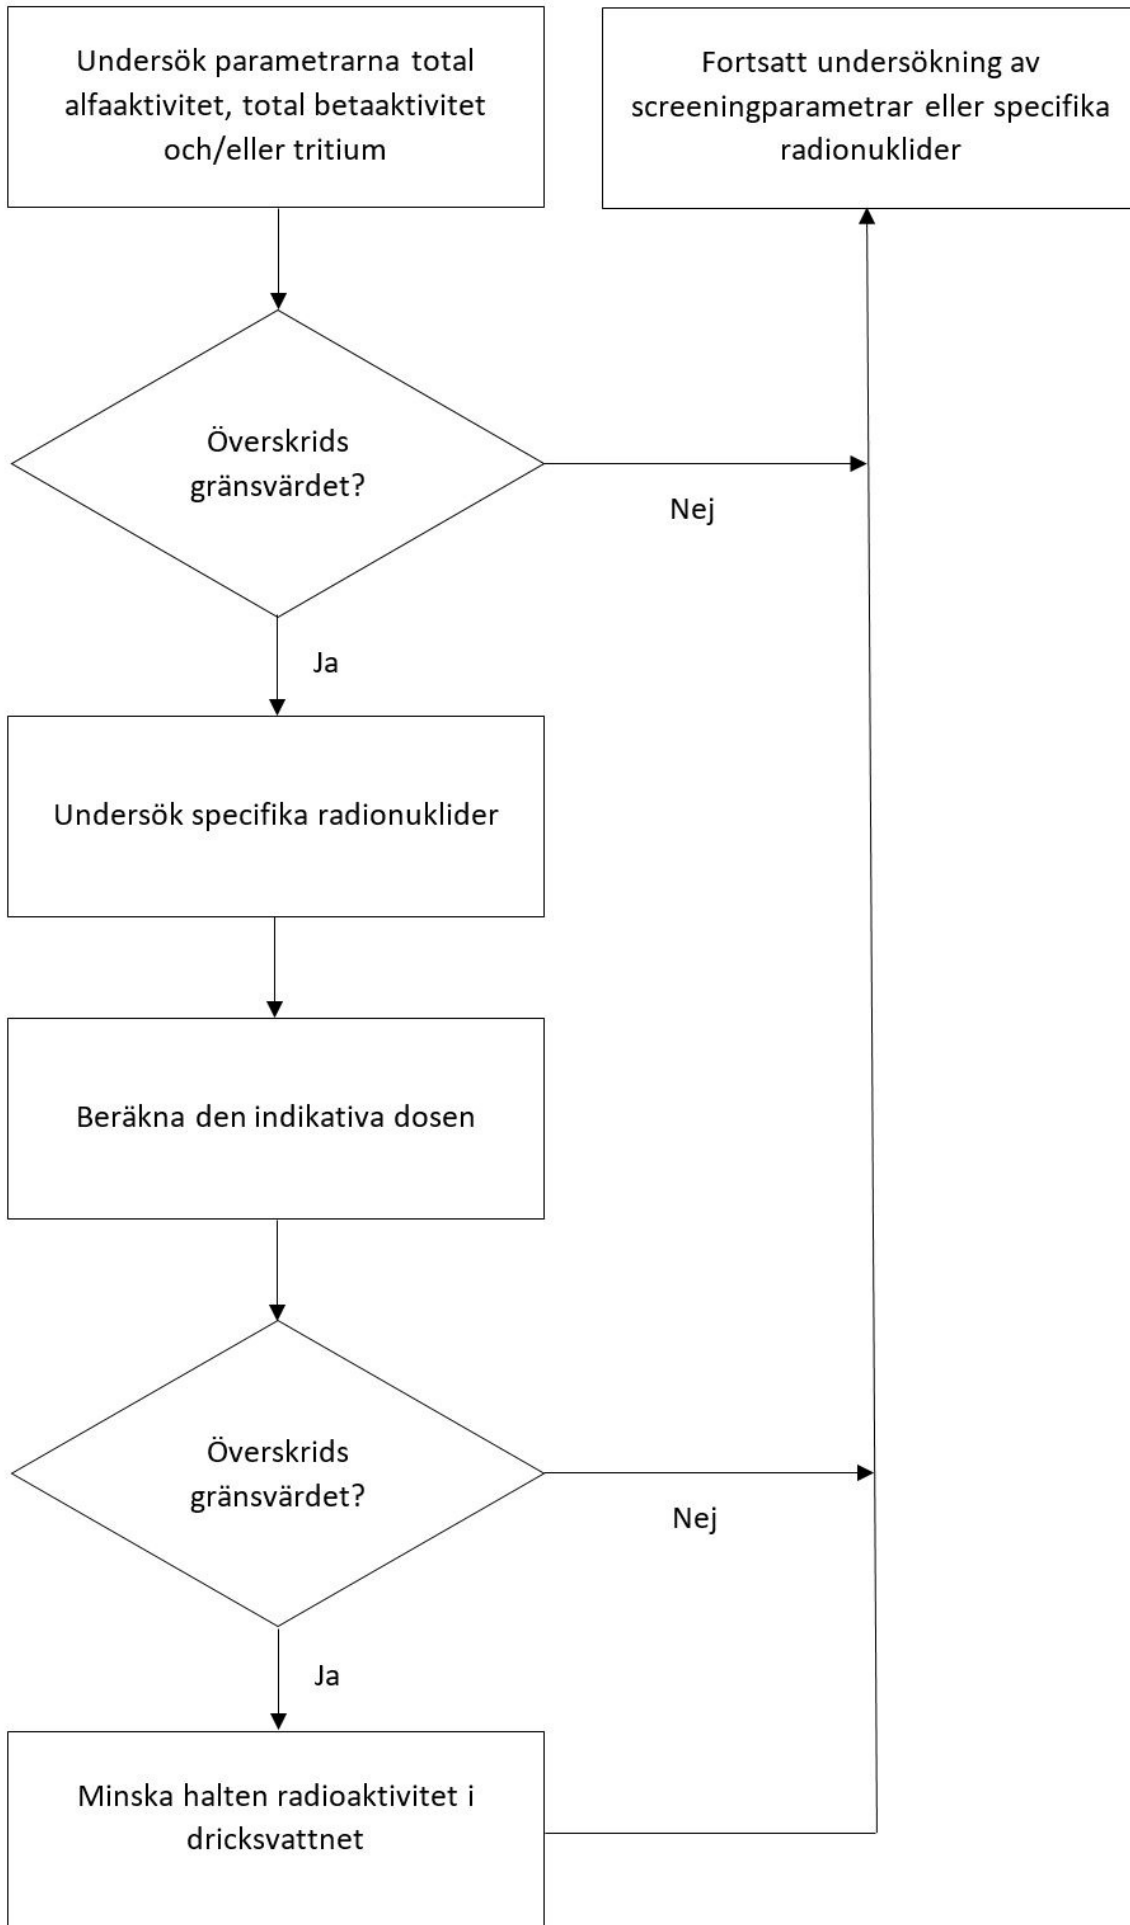 Undersök parametrarna total
alfaaktivitet, total betaaktivitet
och/eller tritium
Fortsatt undersökning av
screeningparametrar eller specifika
radionuklider
Överskrids
gränsvärdet?
Nej
Ja
Undersök specifika radionuklider
Beräkna den indikativa dosen
Överskrids
gränsvärdet?
Nej
Ja
Minska halten radioaktivitet i
dricksvattnet